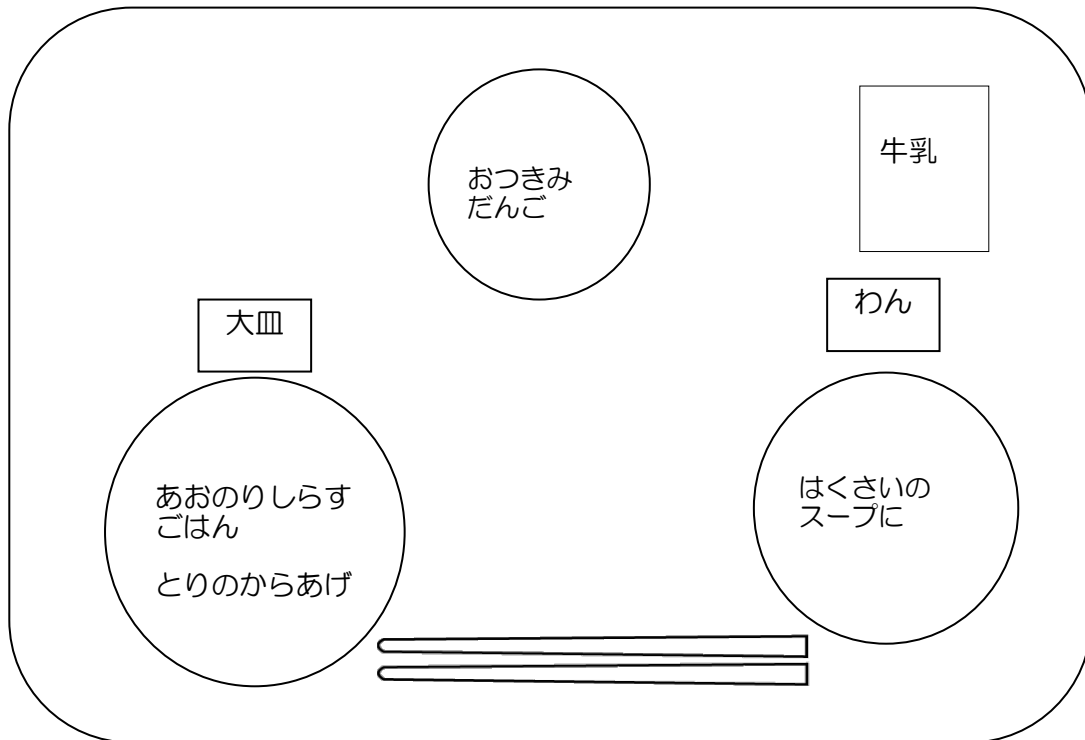 おつきみ
だんご
牛乳
大皿
わん
あおのりしらす
ごはん
とりのからあげ
はくさいの
スープに